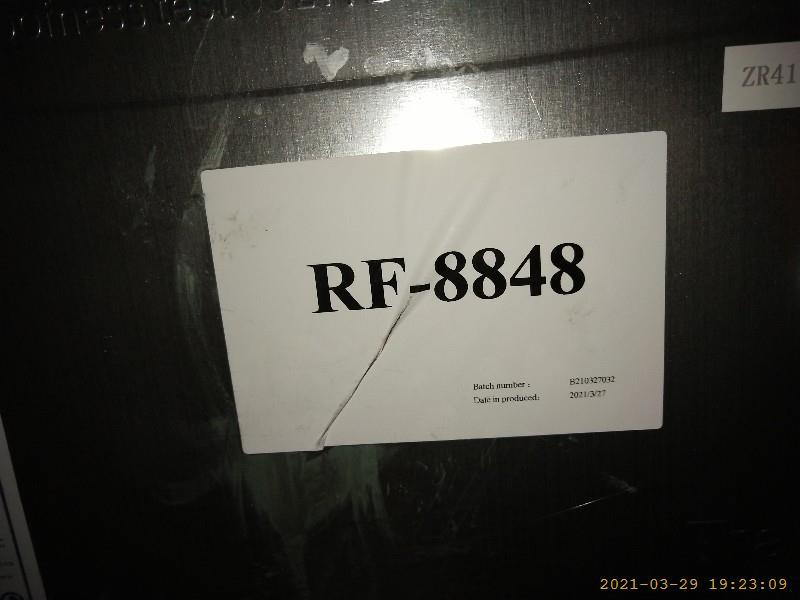 ZR41
RF-8848
Batch number : B210327032
Date in produced: 2021/3/27
2021-03-29 19:23:09